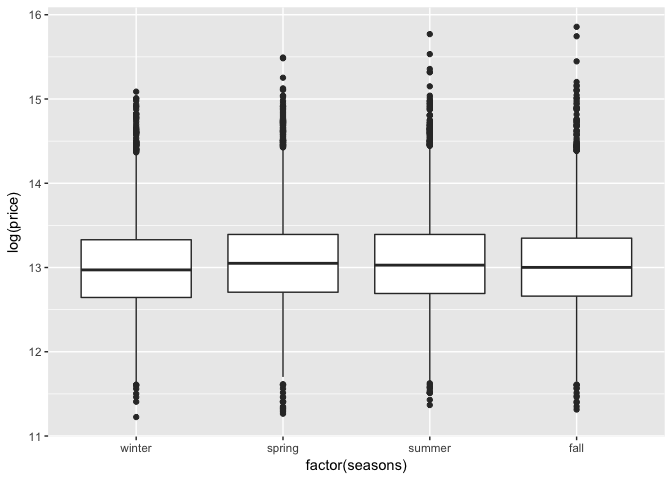 16
15
14
13
12
11
log(price)
winter spring summer fall
factor(seasons)